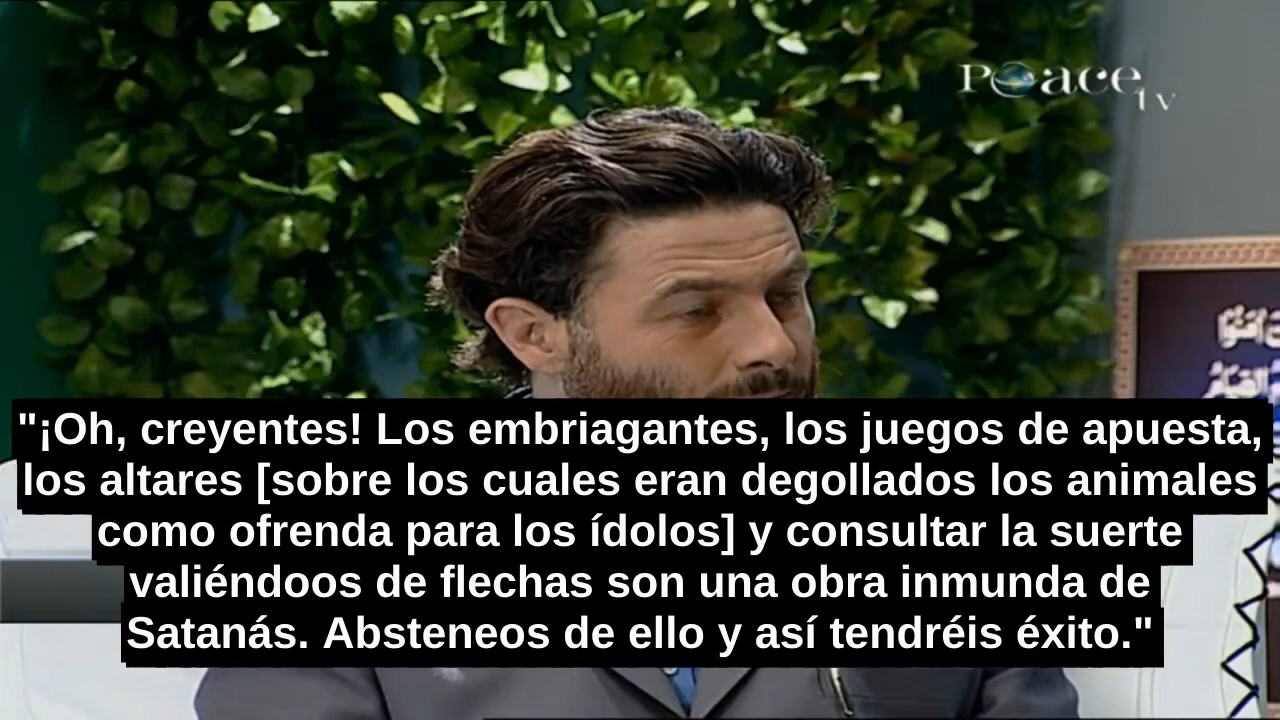 Peace
tv
"¡Oh, creyentes! Los embriagantes, los juegos de apuesta,
los altares [sobre los cuales eran degollados los animales
como ofrenda para los ídolos] y consultar la suerte
valiéndoos de flechas son una obra inmunda de
Satanás. Absteneos de ello y así tendréis éxito."